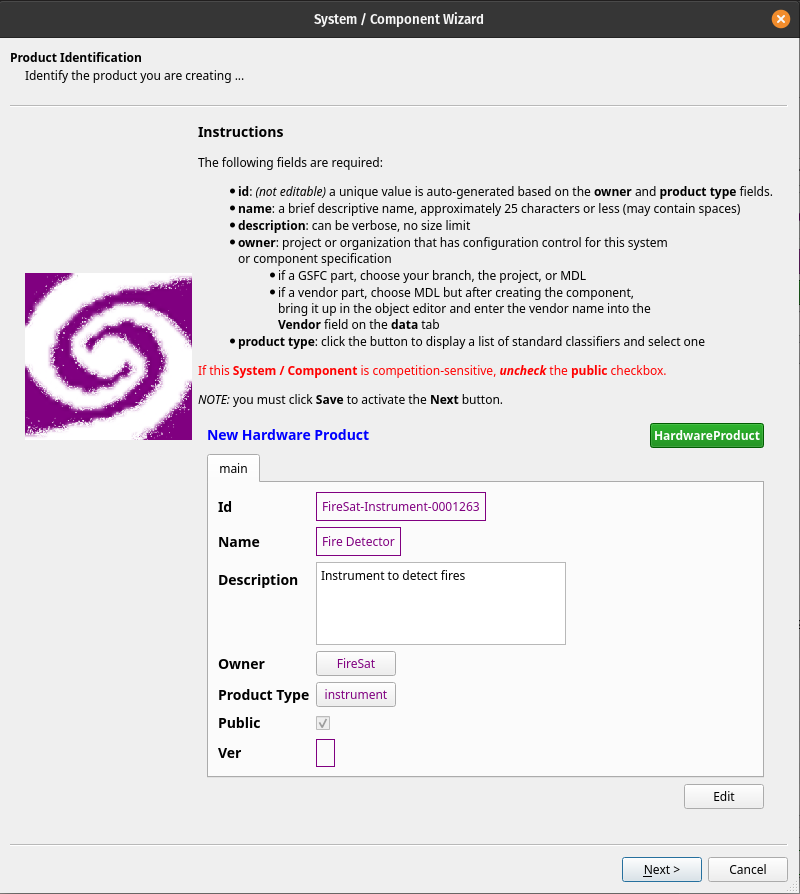 System / Component Wizard
Product Identification
Identify the product you are creating ...
Instructions
The following fields are required:
• id: (not editable) a unique value is auto-generated based on the owner and product type fields.
• name: a brief descriptive name, approximately 25 characters or less (may contain spaces)
• description: can be verbose, no size limit
• owner: project or organization that has configuration control for this system
or component specification
• if a GSFC part, choose your branch, the project, or MDL
• if a vendor part, choose MDL but after creating the component,
bring it up in the object editor and enter the vendor name into the
Vendor field on the data tab
• product type: click the button to display a list of standard classifiers and select one
If this System / Component is competition-sensitive, uncheck the public checkbox.
NOTE: you must click Save to activate the Next button.
New Hardware Product
HardwareProduct
main
Id
FireSat-Instrument-0001263
Name
Fire Detector
Description
Instrument to detect fires
Owner
FireSat
Product Type
instrument
Public
Ver
Edit
Next >
Cancel